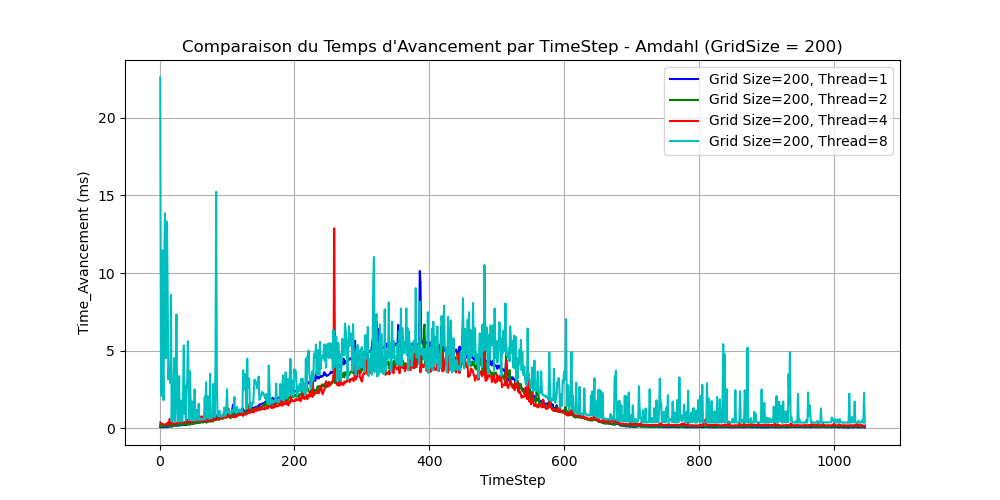 Comparaison du Temps d'Avancement par TimeStep - Amdahl (GridSize = 200)
Grid Size=200, Thread=1
Grid Size=200, Thread=2
Grid Size=200, Thread=4
Grid Size=200, Thread=8
Time_Avancement (ms)
20
15
10
5
0
0
200
400
600
800
1000
TimeStep